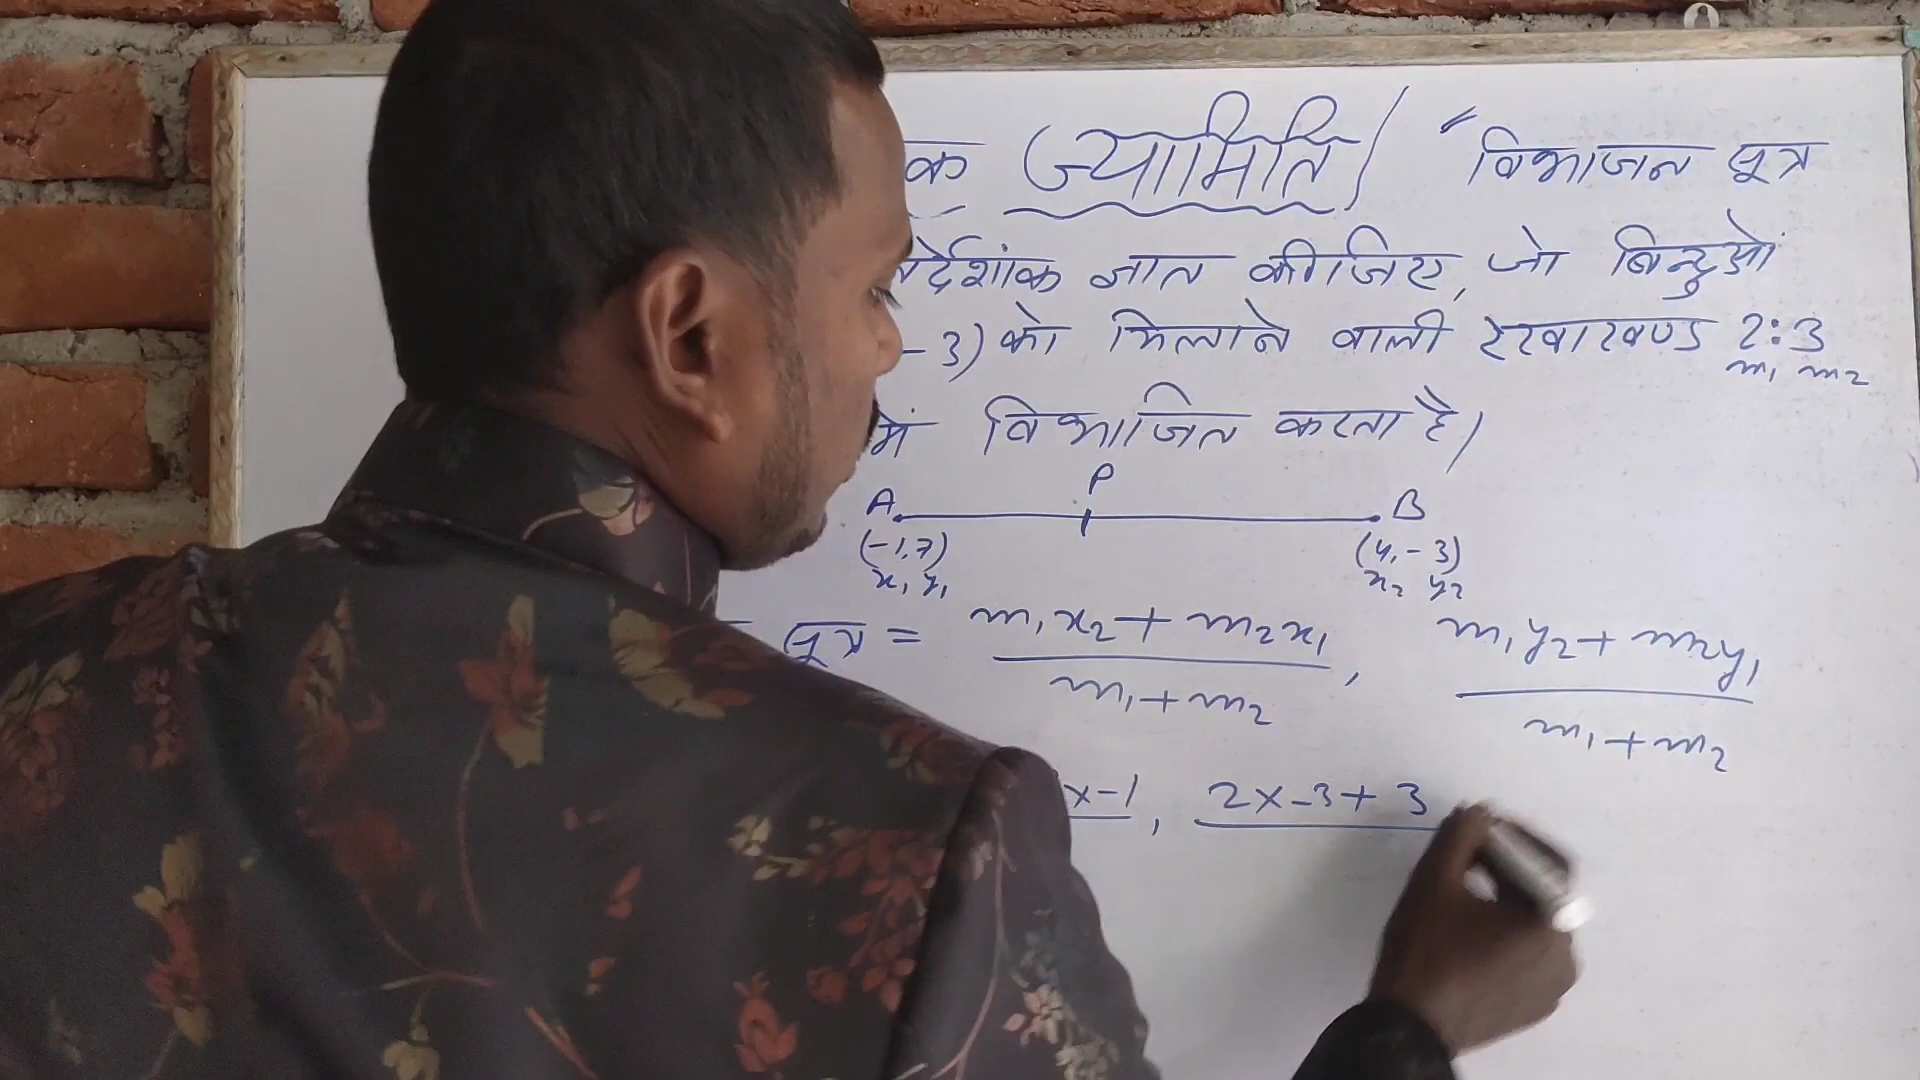 क ज्यामिति / " विभाजन सूत्र
र्देशांक ज्ञात कीजिए, जो बिन्दुओं
- 3) को मिलाने वाली रेखाखण्ड 2:3
m₁ m₂
में विभाजित करता है।
P
A B
(-1,7) (4,-3)
x₁ y₁ x₂ y₂
सूत्र = m₁x₂ + m₂x₁ / m₁ + m₂ , m₁y₂ + m₂y₁ / m₁ + m₂
x-1 , 2x-3+3